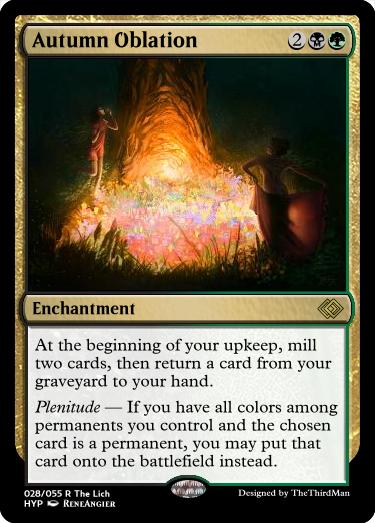 Autumn Oblation 2
Enchantment
At the beginning of your upkeep, mill
two cards, then return a card from your
graveyard to your hand.
Plenitude — If you have all colors among
permanents you control and the chosen
card is a permanent, you may put that
card onto the battlefield instead.
028/055 R The Lich Designed by TheThirdMan
HYP RENEANGIER